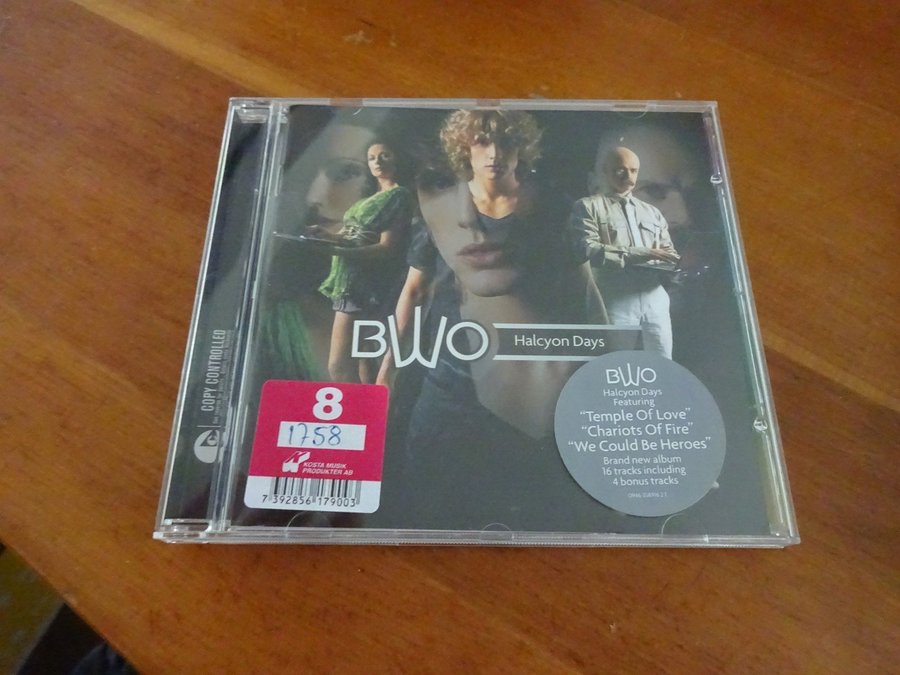 COPY CONTROLLED
BWO
Halcyon Days
8
1758
KOSTA MUSIK
PRODUKTER AB
7 392856 179003
BWO
Halcyon Days
Featuring
"Temple Of Love"
"Chariots Of Fire"
"We Could Be Heroes"
Brand new album
16 tracks including
4 bonus tracks